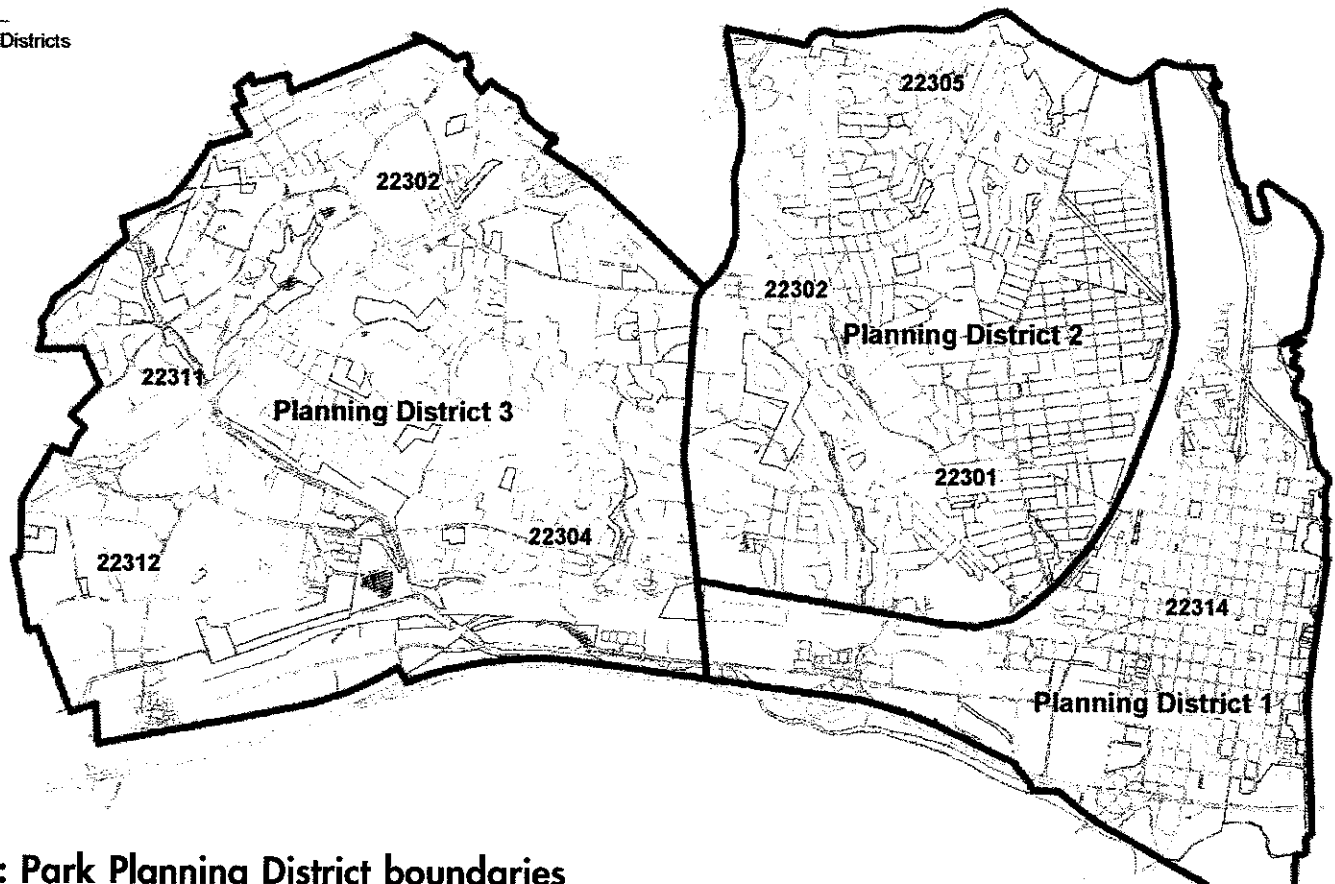 Districts
22305
22302
22302
Planning District 2
22311
Planning District 3
22301
22304
22312
22314
Planning District 1
: Park Planning District boundaries